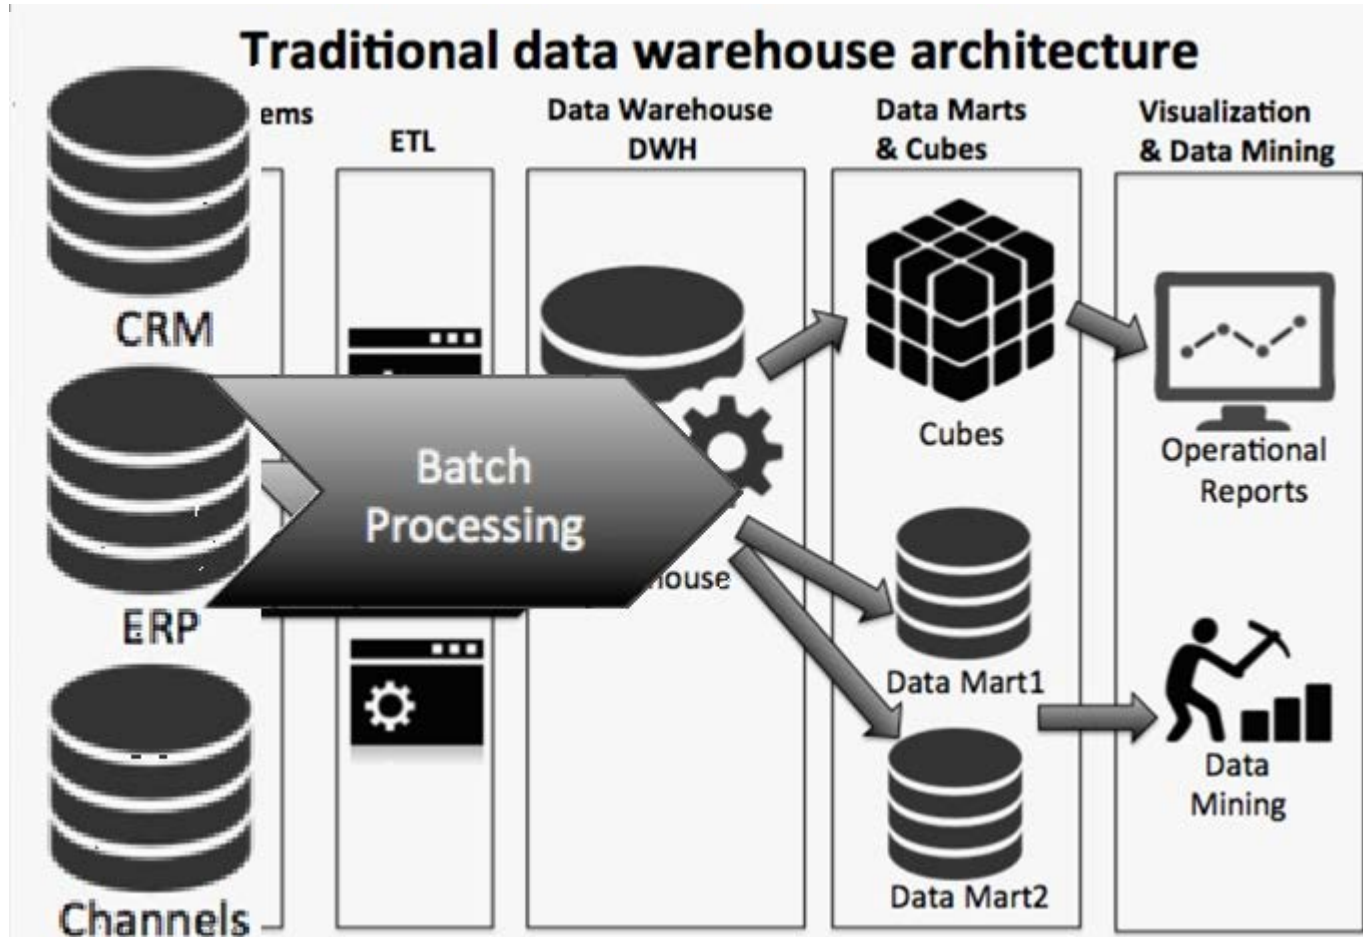 Traditional data warehouse architecture
ems
ETL
Data Warehouse
DWH
Data Marts
& Cubes
Visualization
& Data Mining
CRM
ERP
Channels
Batch
Processing
house
Cubes
Data Mart1
Data Mart2
Operational
Reports
Data
Mining